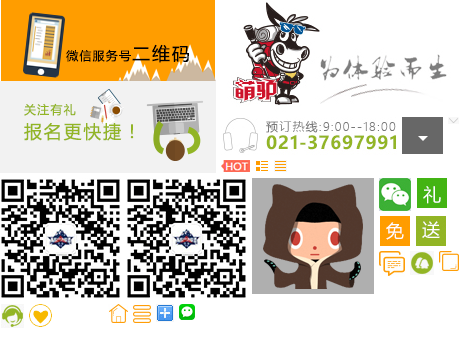 微信服务号二维码
关注有礼
报名更快捷！
萌驴
为体验而生
预订热线:9:00--18:00
021-37697991
HOT
礼
免
送